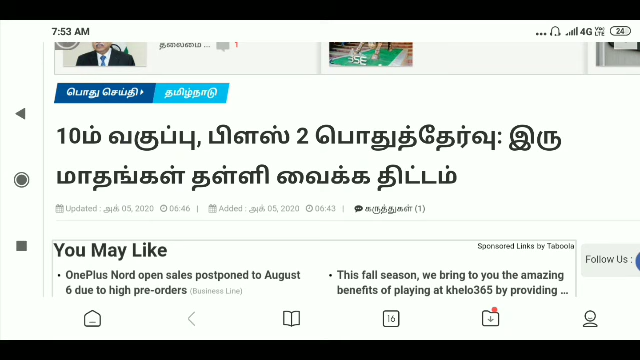 7:53 AM
... 4G VoLTE 24
தலைமை ... 1
BSE
பொது செய்தி தமிழ்நாடு
10ம் வகுப்பு, பிளஸ் 2 பொதுத்தேர்வு: இரு
மாதங்கள் தள்ளி வைக்க திட்டம்
Updated : அக் 05, 2020 06:46 | Added : அக் 05, 2020 06:43 | கருத்துகள் (1)
You May Like
Sponsored Links by Taboola
Follow Us :
• OnePlus Nord open sales postponed to August
6 due to high pre-orders (Business Line)
• This fall season, we bring to you the amazing
benefits of playing at khelo365 by providing ...
16